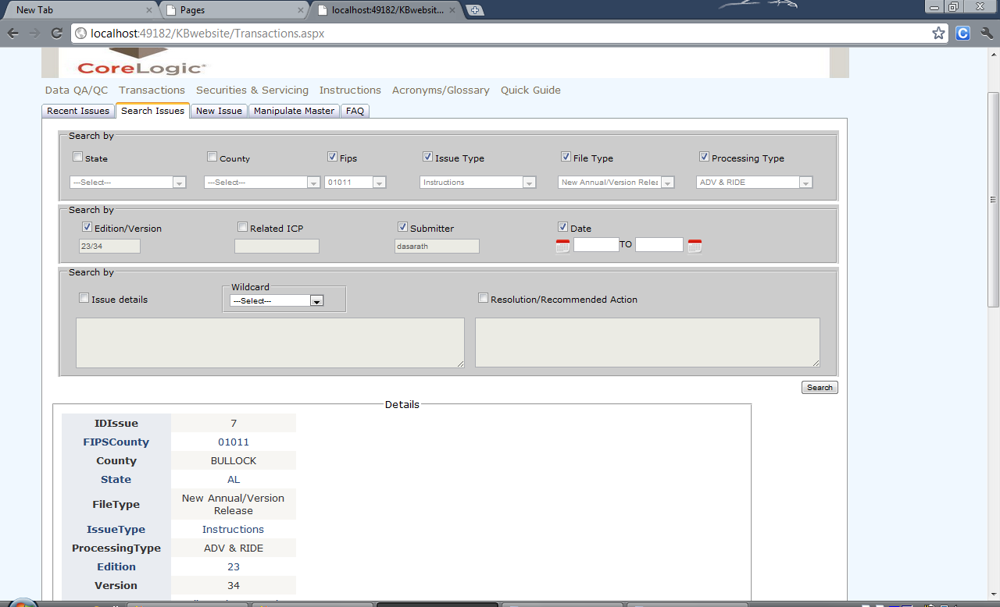 New Tab
Pages
localhost:49182/KBwebsit...
localhost:49182/KBwebsite/Transactions.aspx
CoreLogic
Data QA/QC Transactions Securities & Servicing Instructions Acronyms/Glossary Quick Guide
Recent Issues Search Issues New Issue Manipulate Master FAQ
Search by
State County Fips Issue Type File Type Processing Type
---Select--- ---Select--- 01011 Instructions New Annual/Version Relea ADV & RIDE
Search by
Edition/Version Related ICP Submitter Date
23/34 dasarath TO
Search by
Wildcard
Issue details ---Select--- Resolution/Recommended Action
Search
Details
IDIssue 7
FIPSCounty 01011
County BULLOCK
State AL
FileType New Annual/Version
Release
IssueType Instructions
ProcessingType ADV & RIDE
Edition 23
Version 34